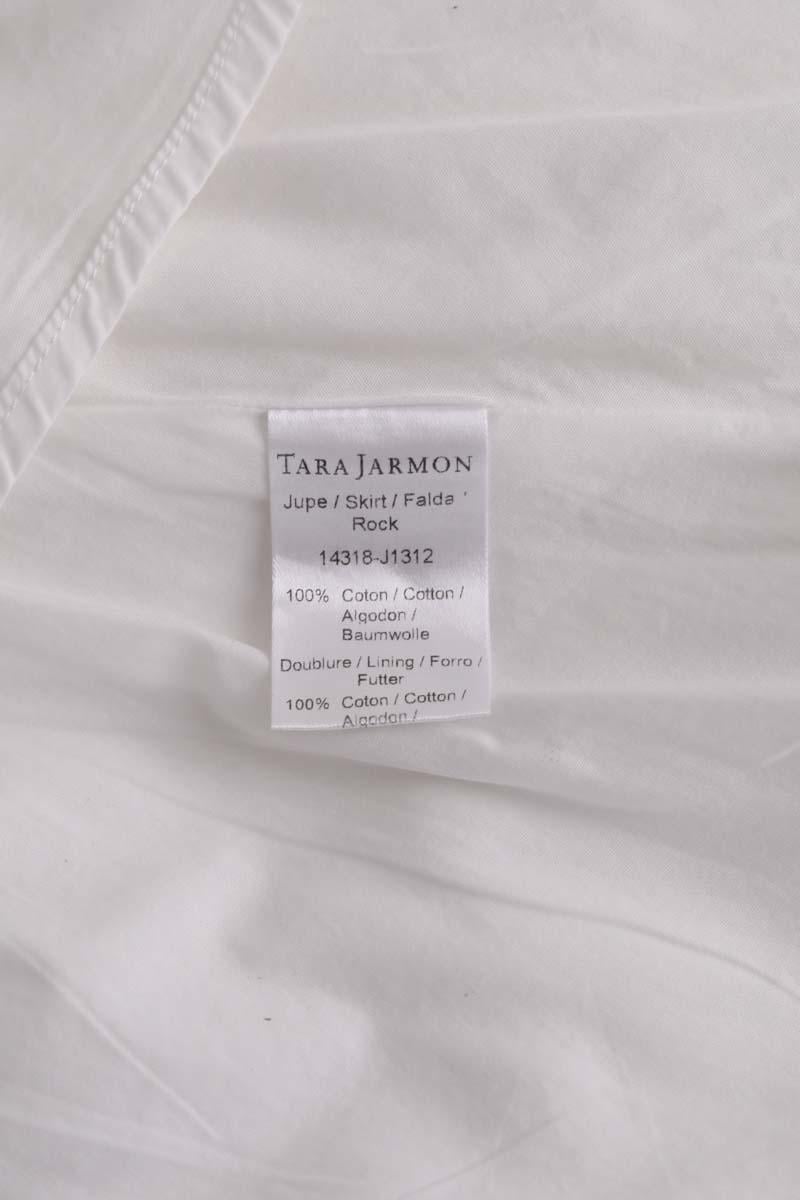 TARA JARMON
Jupe / Skirt / Falda '
Rock
14318-J1312
100% Coton / Cotton /
Algodon /
Baumwolle
Doublure / Lining / Forro /
Futter
100% Coton / Cotton /
Algodon /